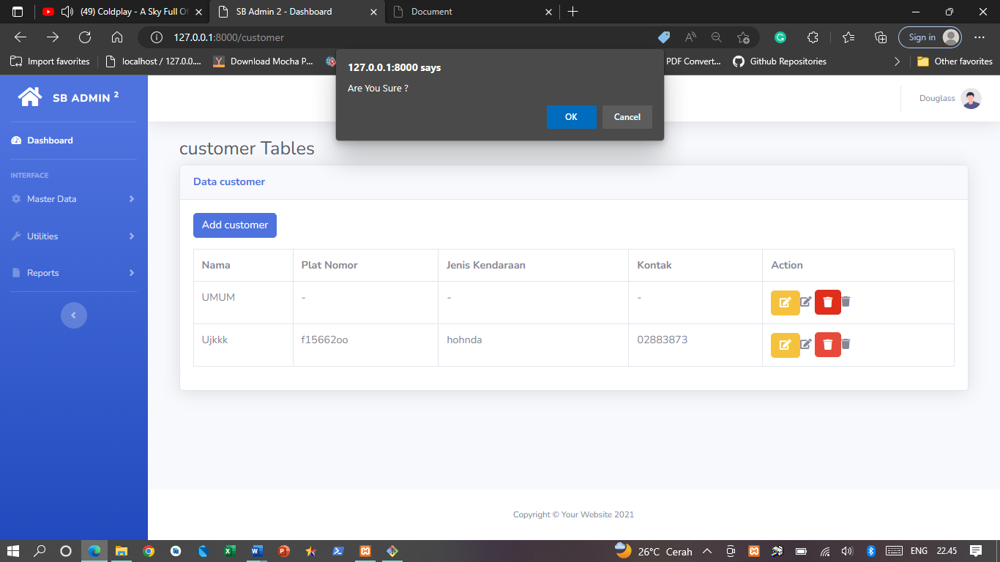 (49) Coldplay - A Sky Full Of
SB Admin 2 - Dashboard
Document
127.0.0.1:8000/customer
Sign in
Import favorites
localhost / 127.0.0....
Download Mocha P...
PDF Convert...
Github Repositories
Other favorites
127.0.0.1:8000 says
Are You Sure ?
OK Cancel
SB ADMIN 2
Douglass
Dashboard
INTERFACE
Master Data
Utilities
Reports
customer Tables
Data customer
Add customer
Nama Plat Nomor Jenis Kendaraan Kontak Action
UMUM - - -
Ujkkk f15662oo hohnda 02883873
Copyright © Your Website 2021
26°C Cerah ENG 22.45